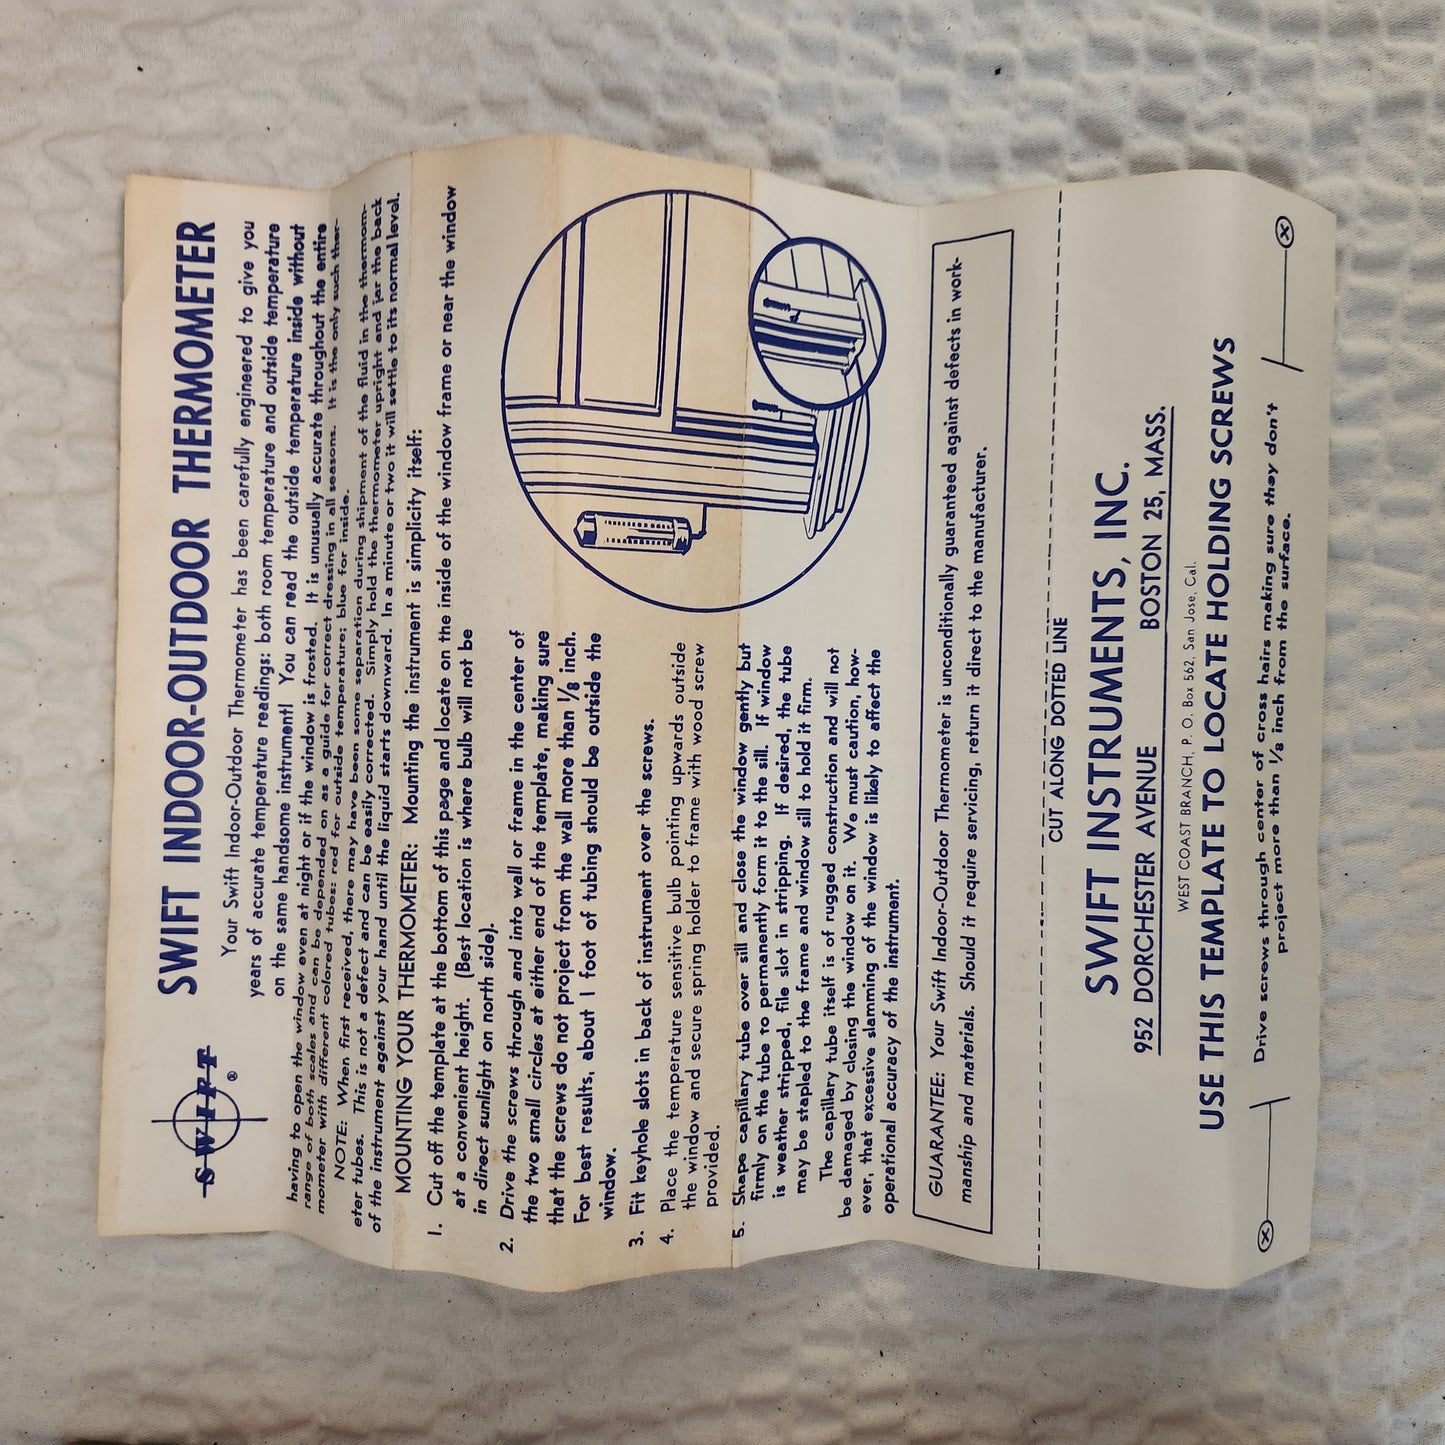 SWIFT ®
SWIFT INDOOR-OUTDOOR THERMOMETER
Your Swift Indoor-Outdoor Thermometer has been carefully engineered to give you
years of accurate temperature readings: both room temperature and outside temperature
on the same handsome instrument! You can read the outside temperature inside without
having to open the window even at night or if the window is frosted. It is unusually accurate throughout the entire
range of both scales and can be depended on as a guide for correct dressing in all seasons. It is the only such ther-
mometer with different colored tubes: red for outside temperature; blue for inside.
NOTE: When first received, there may have been some separation during shipment of the fluid in the thermom-
eter tubes. This is not a defect and can be easily corrected. Simply hold the thermometer upright and jar the back
of the instrument against your hand until the liquid starts downward. In a minute or two it will settle to its normal level.
MOUNTING YOUR THERMOMETER: Mounting the instrument is simplicity itself:
1. Cut off the template at the bottom of this page and locate on the inside of the window frame or near the window
at a convenient height. (Best location is where bulb will not be
in direct sunlight on north side).
2. Drive the screws through and into wall or frame in the center of
the two small circles at either end of the template, making sure
that the screws do not project from the wall more than 1/8 inch.
For best results, about 1 foot of tubing should be outside the
window.
3. Fit keyhole slots in back of instrument over the screws.
4. Place the temperature sensitive bulb pointing upwards outside
the window and secure spring holder to frame with wood screw
provided.
5. Shape capillary tube over sill and close the window gently but
firmly on the tube to permanently form it to the sill. If window
is weather stripped, file slot in stripping. If desired, the tube
may be stapled to the frame and window sill to hold it firm.
The capillary tube itself is of rugged construction and will not
be damaged by closing the window on it. We must caution, how-
ever, that excessive slamming of the window is likely to affect the
operational accuracy of the instrument.
GUARANTEE: Your Swift Indoor-Outdoor Thermometer is unconditionally guaranteed against defects in work-
manship and materials. Should it require servicing, return it direct to the manufacturer.
CUT ALONG DOTTED LINE
SWIFT INSTRUMENTS, INC.
952 DORCHESTER AVENUE BOSTON 25, MASS.
WEST COAST BRANCH, P. O. Box 562, San Jose, Cal.
USE THIS TEMPLATE TO LOCATE HOLDING SCREWS
Drive screws through center of cross hairs making sure they don't
project more than 1/8 inch from the surface.